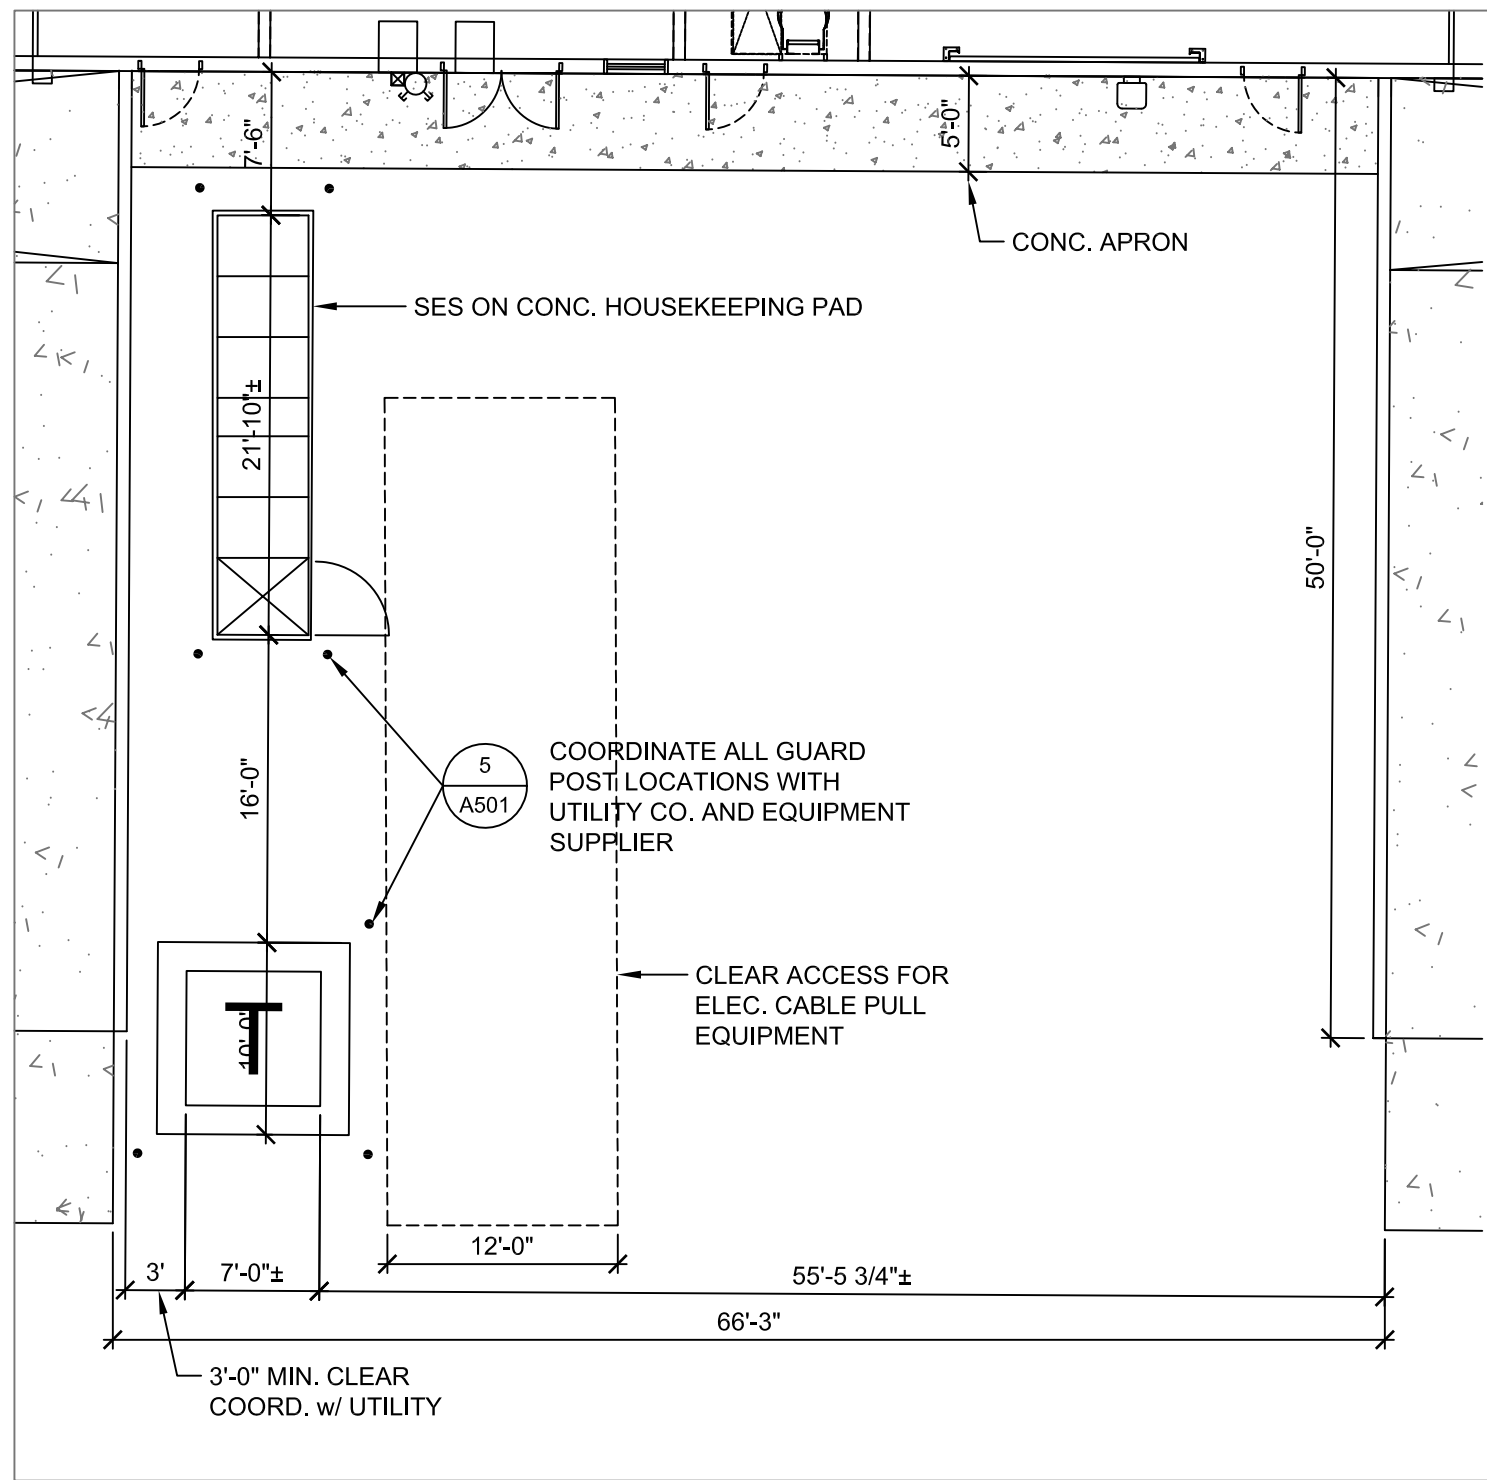 7'-6"
5'-0"
CONC. APRON
SES ON CONC. HOUSEKEEPING PAD
21'-10"±
50'-0"
16'-0"
5
A501
COORDINATE ALL GUARD
POST LOCATIONS WITH
UTILITY CO. AND EQUIPMENT
SUPPLIER
CLEAR ACCESS FOR
ELEC. CABLE PULL
EQUIPMENT
T
10'-0"
12'-0"
3'
7'-0"±
55'-5 3/4"±
66'-3"
3'-0" MIN. CLEAR
COORD. w/ UTILITY